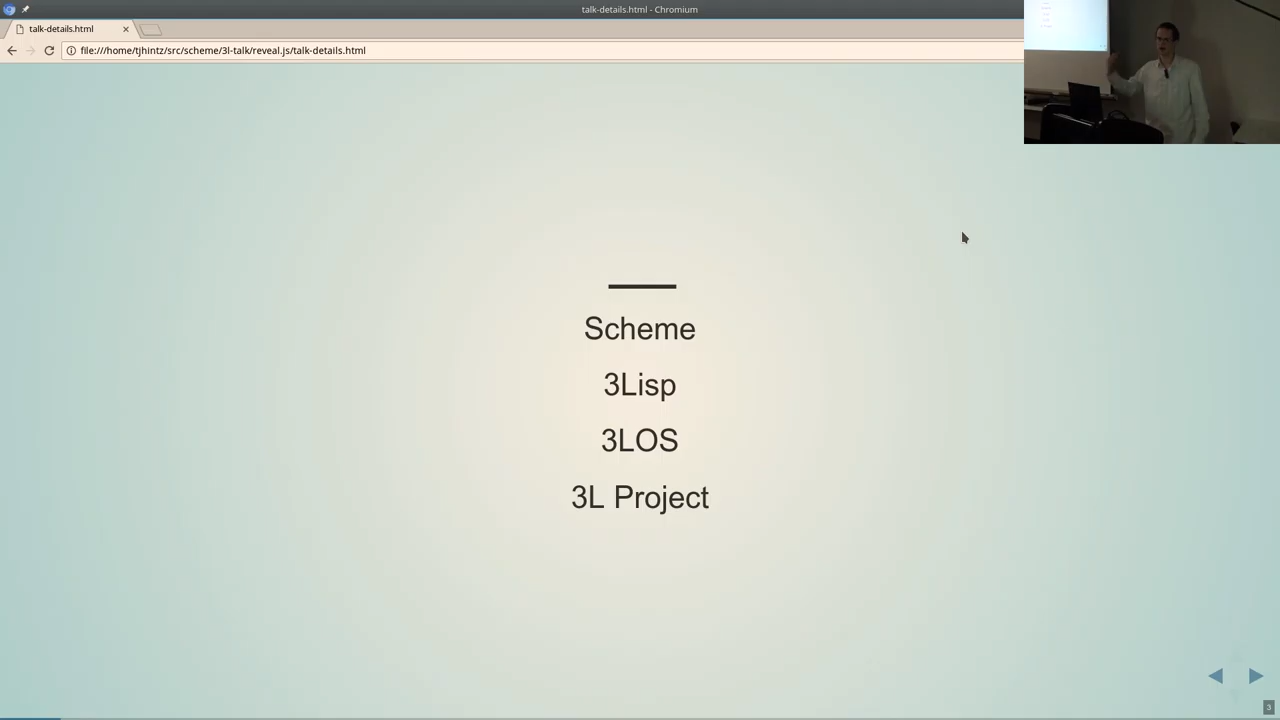 talk-details.html - Chromium
talk-details.html
file:///home/tjhintz/src/scheme/3l-talk/reveal.js/talk-details.html
Scheme
3Lisp
3LOS
3L Project
3